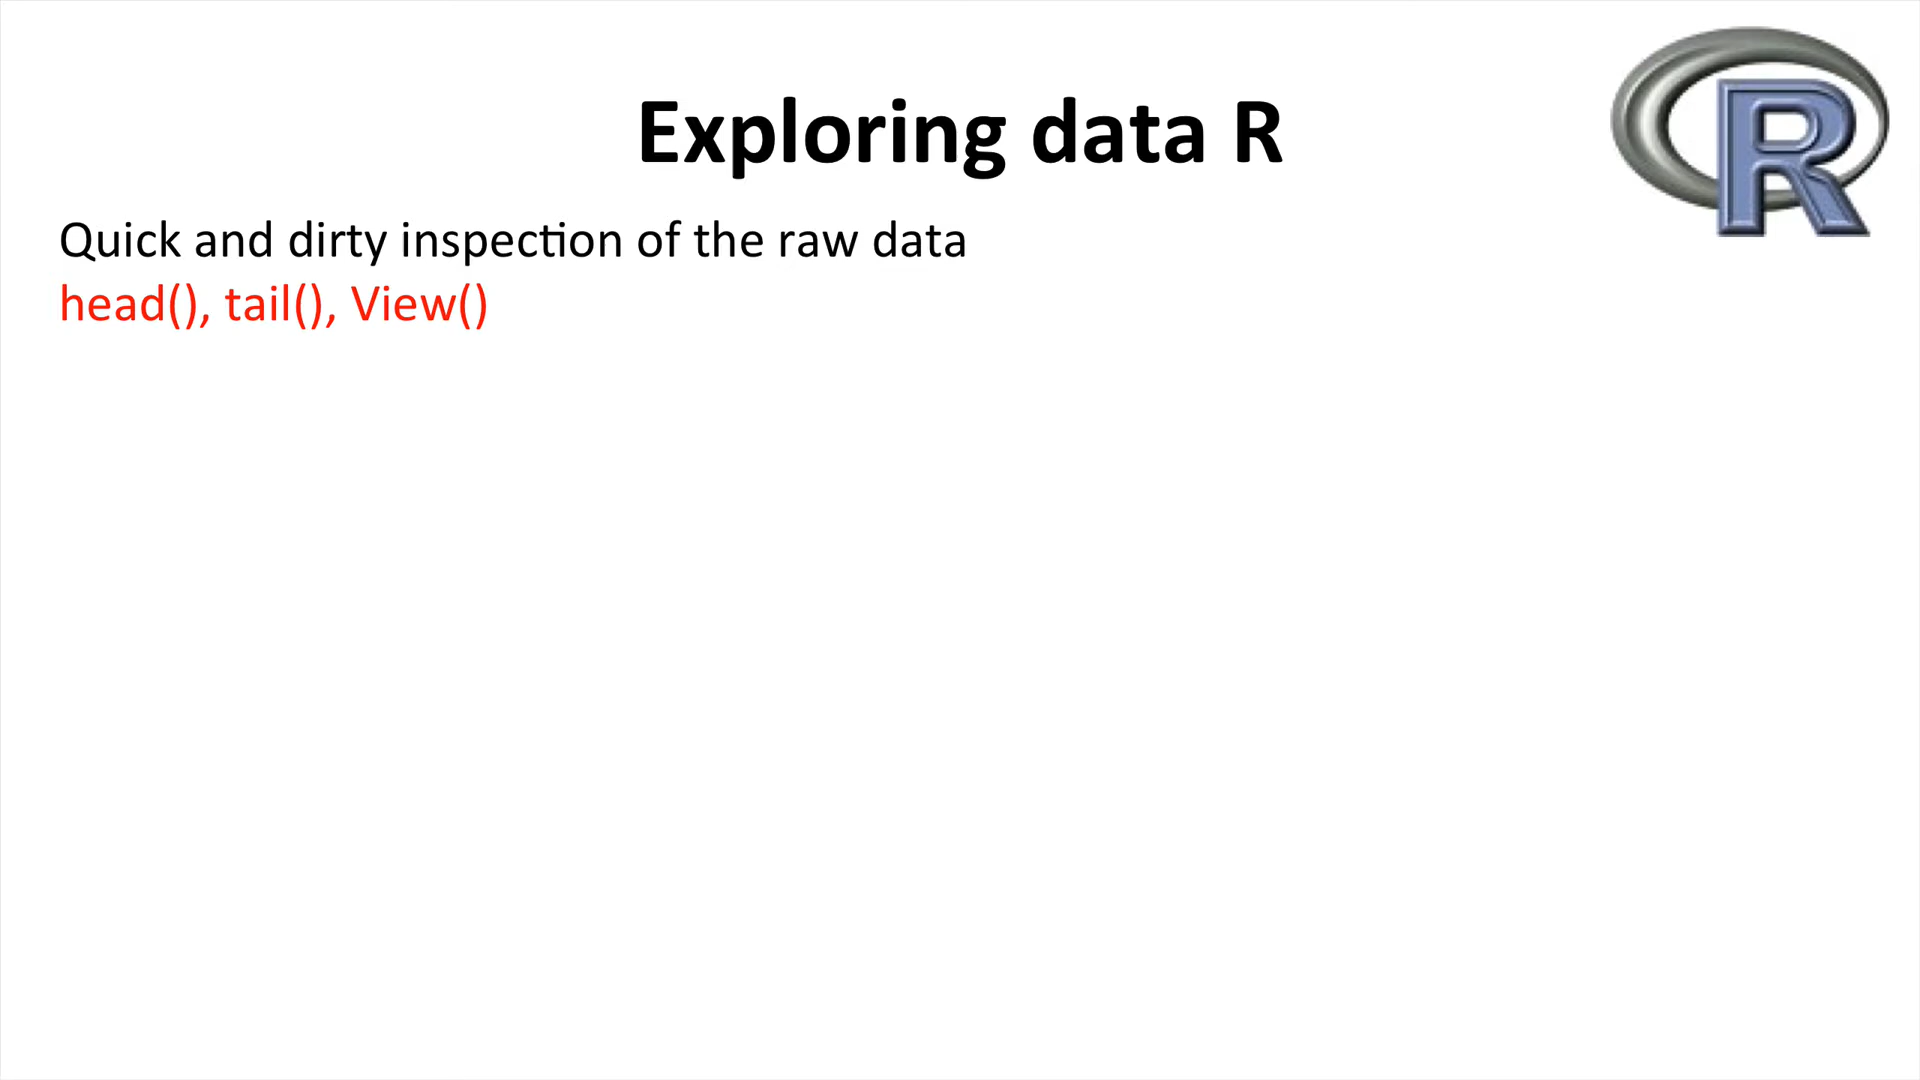 Exploring data R
R
Quick and dirty inspection of the raw data
head(), tail(), View()